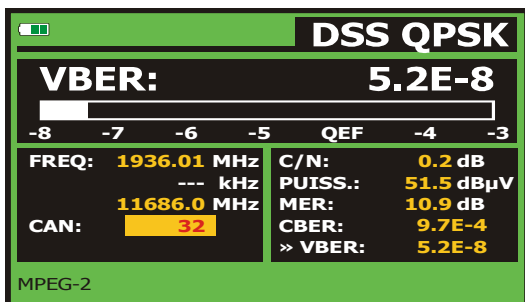 DSS QPSK
VBER: 5.2E-8
-8 -7 -6 -5 QEF -4 -3
FREQ: 1936.01 MHz
--- kHz
11686.0 MHz
CAN: 32
C/N: 0.2 dB
PUISS.: 51.5 dBµV
MER: 10.9 dB
CBER: 9.7E-4
» VBER: 5.2E-8
MPEG-2